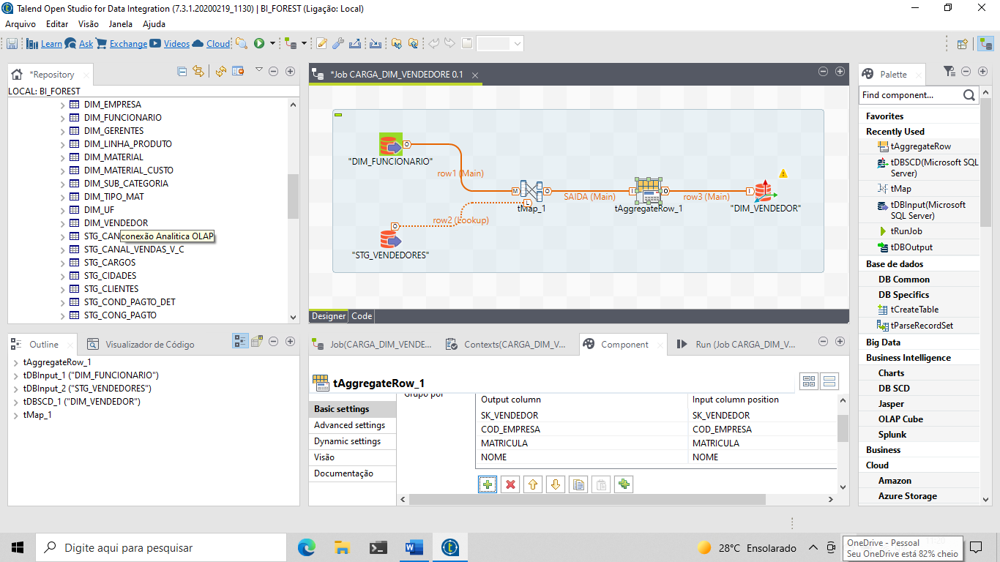 Talend Open Studio for Data Integration (7.3.1.20200219_1130) | BI_FOREST (Ligação: Local)
Arquivo Editar Visão Janela Ajuda
Learn Ask Exchange Videos Cloud
*Repository
LOCAL: BI_FOREST
DIM_EMPRESA
DIM_FUNCIONARIO
DIM_GERENTES
DIM_LINHA_PRODUTO
DIM_MATERIAL
DIM_MATERIAL_CUSTO
DIM_SUB_CATEGORIA
DIM_TIPO_MAT
DIM_UF
DIM_VENDEDOR
STG_CAN
conexão Analitica OLAP
STG_CANAL_VENDAS_V_C
STG_CARGOS
STG_CIDADES
STG_CLIENTES
STG_COND_PAGTO_DET
STG_CONG_PAGTO
*Job CARGA_DIM_VENDEDORE 0.1
"DIM_FUNCIONARIO"
row1 (Main)
M
O
L
I
tMap_1
SAIDA (Main)
tAggregateRow_1
row3 (Main)
"DIM_VENDEDOR"
row2 (Lookup)
"STG_VENDEDORES"
Designer Code
Palette
Find component...
Favorites
Recently Used
tAggregateRow
tDBSCD(Microsoft SQL
Server)
tMap
tDBInput(Microsoft
SQL Server)
tRunJob
tDBOutput
Base de dados
DB Common
DB Specifics
tCreateTable
tParseRecordSet
Big Data
Business Intelligence
Charts
DB SCD
Jasper
OLAP Cube
Splunk
Business
Cloud
Amazon
Azure Storage
Outline
Visualizador de Código
tAggregateRow_1
tDBInput_1 ("DIM_FUNCIONARIO")
tDBInput_2 ("STG_VENDEDORES")
tDBSCD_1 ("DIM_VENDEDOR")
tMap_1
Job(CARGA_DIM_VENDE...
Contexts(CARGA_DIM_V...
Component
Run (Job CARGA_DIM_V...
tAggregateRow_1
Basic settings
Advanced settings
Dynamic settings
Visão
Documentação
Grupo por
Output column Input column position
SK_VENDEDOR SK_VENDEDOR
COD_EMPRESA COD_EMPRESA
MATRICULA MATRICULA
NOME NOME
Digite aqui para pesquisar
28°C Ensolarado
OneDrive - Pessoal
Seu OneDrive está 82% cheio